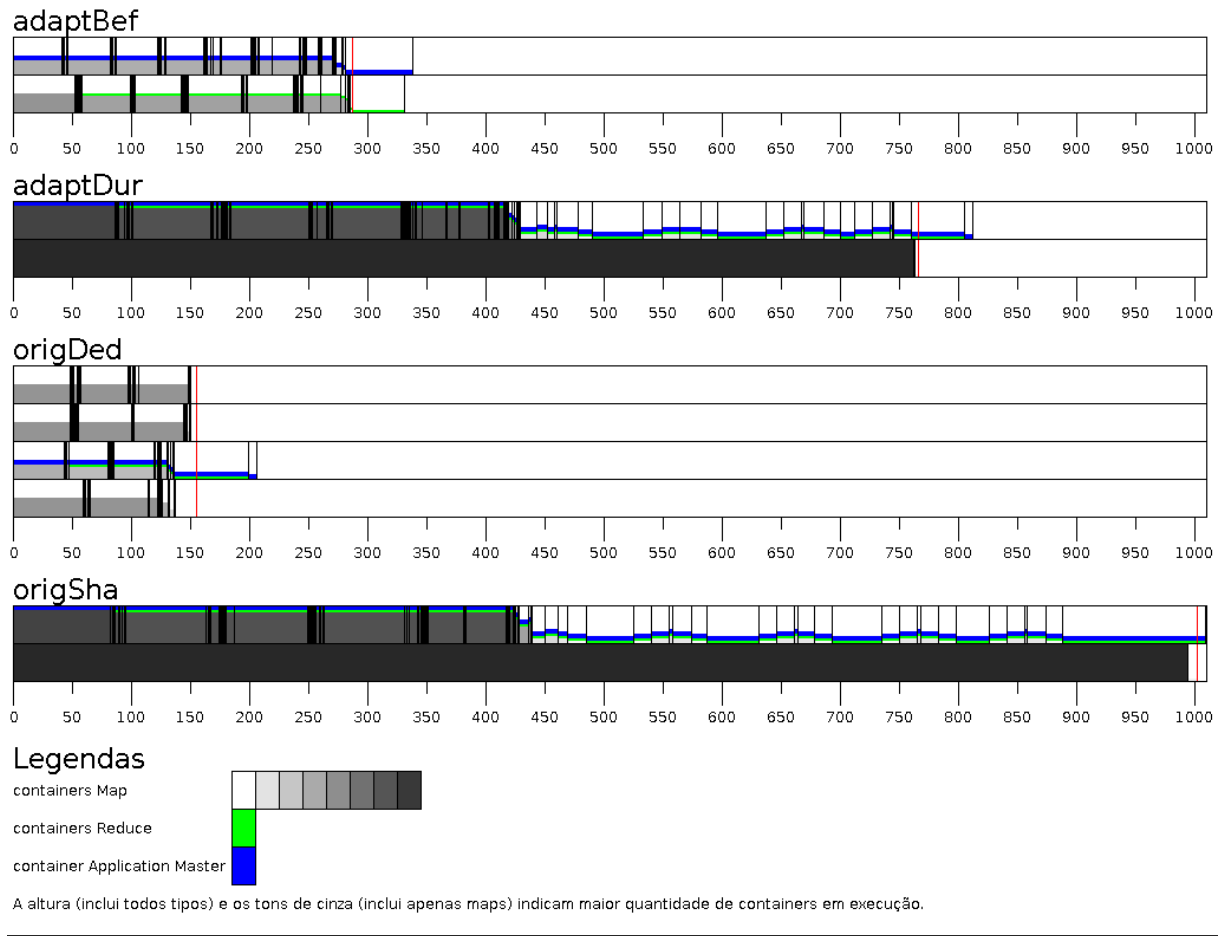 adaptBef
0 50 100 150 200 250 300 350 400 450 500 550 600 650 700 750 800 850 900 950 1000
adaptDur
0 50 100 150 200 250 300 350 400 450 500 550 600 650 700 750 800 850 900 950 1000
origDed
0 50 100 150 200 250 300 350 400 450 500 550 600 650 700 750 800 850 900 950 1000
origSha
0 50 100 150 200 250 300 350 400 450 500 550 600 650 700 750 800 850 900 950 1000
Legendas
containers Map
containers Reduce
container Application Master
A altura (inclui todos tipos) e os tons de cinza (inclui apenas maps) indicam maior quantidade de containers em execução.